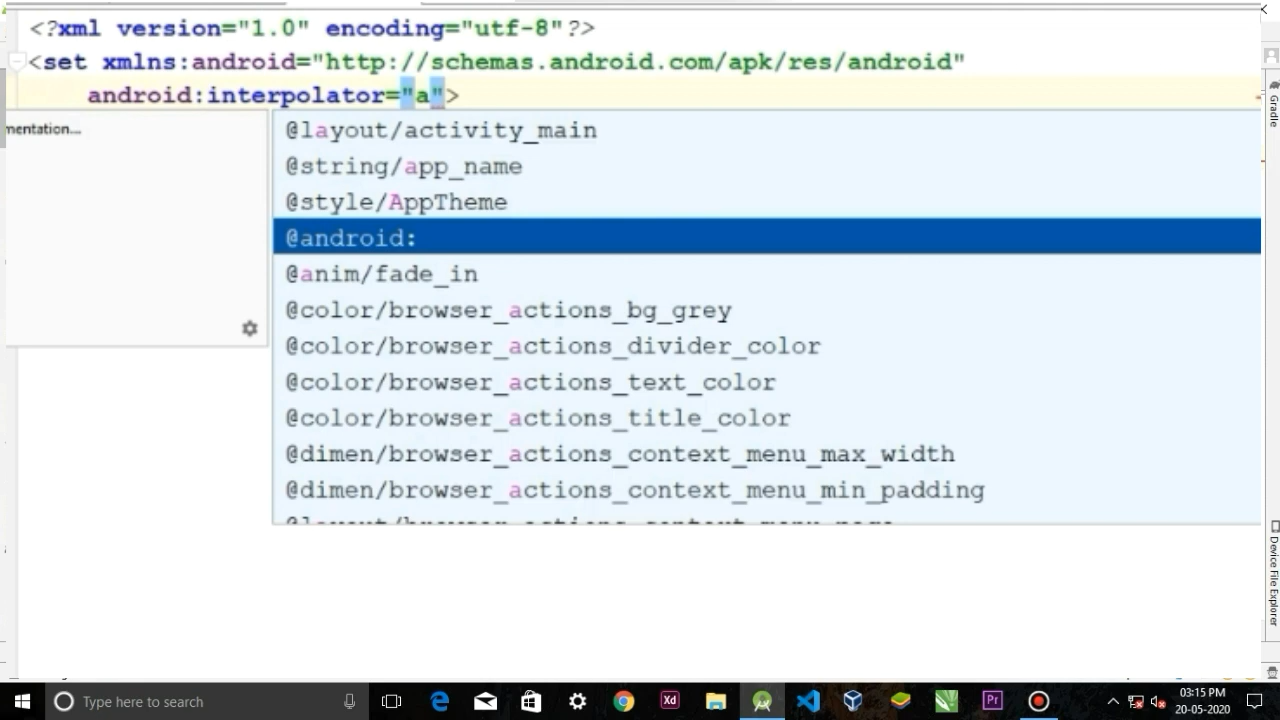 <?xml version="1.0" encoding="utf-8"?>
<set xmlns:android="http://schemas.android.com/apk/res/android"
android:interpolator="a">
mentation...
@layout/activity_main
@string/app_name
@style/AppTheme
@android:
@anim/fade_in
@color/browser_actions_bg_grey
@color/browser_actions_divider_color
@color/browser_actions_text_color
@color/browser_actions_title_color
@dimen/browser_actions_context_menu_max_width
@dimen/browser_actions_context_menu_min_padding
Gradle
Device File Explorer
Type here to search
Xd
Pr
03:15 PM
20-05-2020